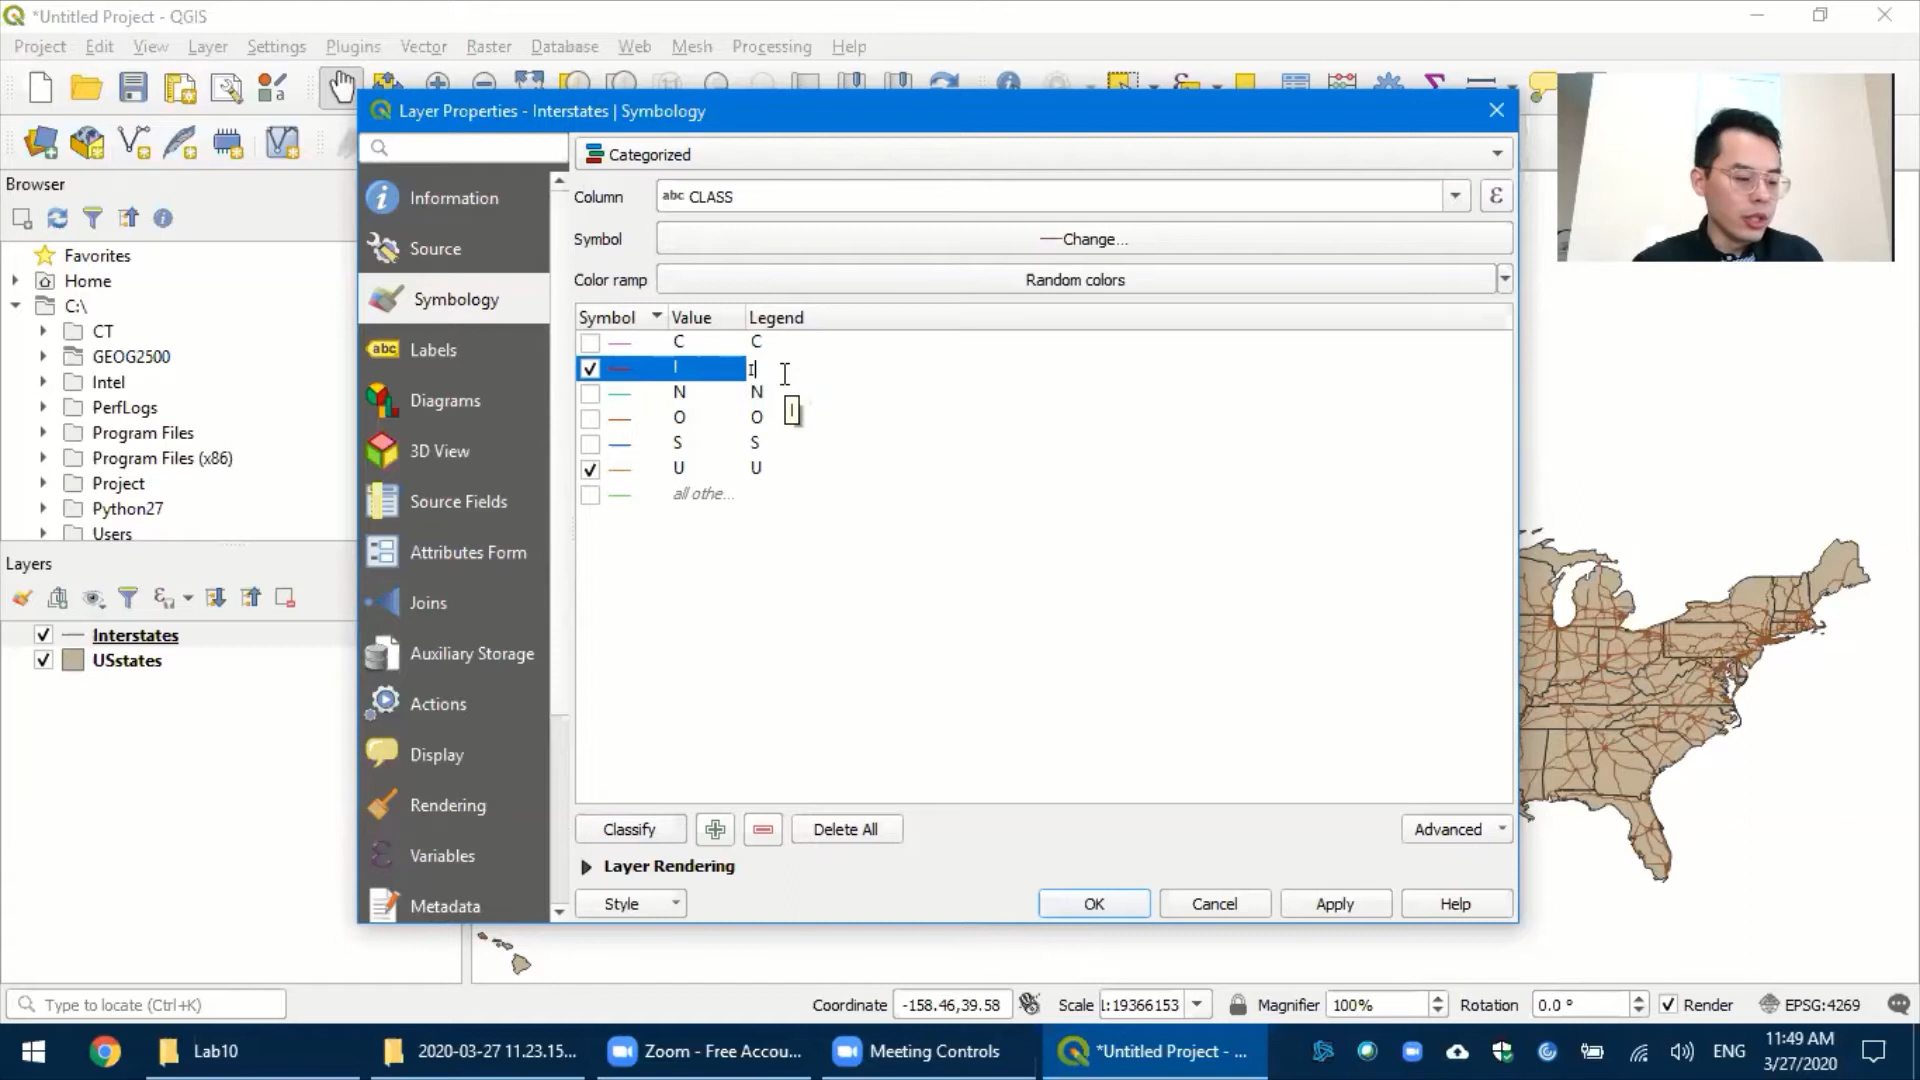 *Untitled Project - QGIS
Project Edit View Layer Settings Plugins Vector Raster Database Web Mesh Processing Help
Layer Properties - Interstates | Symbology
Browser
Favorites
Home
C:\
CT
GEOG2500
Intel
PerfLogs
Program Files
Program Files (x86)
Project
Python27
Users
Layers
Interstates
USstates
Information
Source
Symbology
abc Labels
Diagrams
3D View
Source Fields
Attributes Form
Joins
Auxiliary Storage
Actions
Display
Rendering
Variables
Metadata
Categorized
Column abc CLASS ε
Symbol Change...
Color ramp Random colors
Symbol Value Legend
C C
I I
I
N N
O O
S S
U U
all othe...
Classify Delete All Advanced
Layer Rendering
Style OK Cancel Apply Help
Type to locate (Ctrl+K) Coordinate -158.46,39.58 Scale 1:19366153 Magnifier 100% Rotation 0.0 ° Render EPSG:4269
Lab10 2020-03-27 11.23.15... Zoom - Free Accou... Meeting Controls *Untitled Project - ... ENG 11:49 AM
3/27/2020